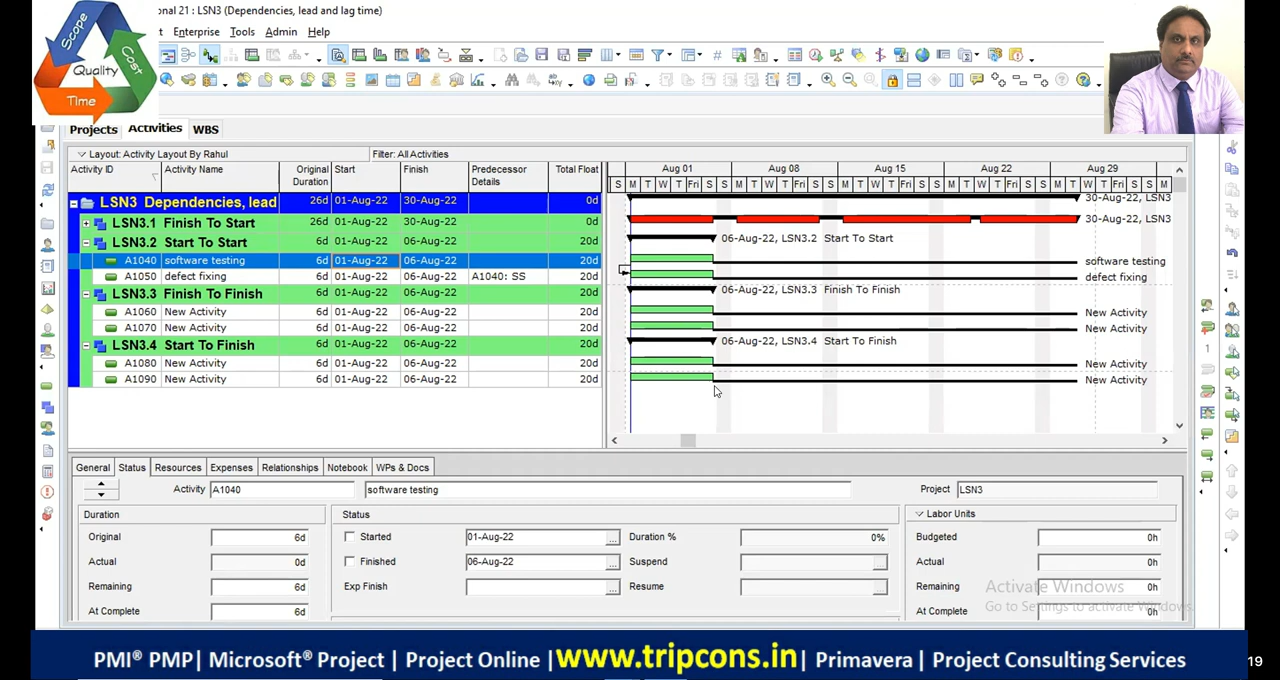 onal 21 : LSN3 (Dependencies, lead and lag time)
t Enterprise Tools Admin Help
Scope
Cost
Quality
Time
Projects Activities WBS
Layout: Activity Layout By Rahul Filter: All Activities
Activity ID Activity Name Original Duration Start Finish Predecessor Details Total Float
Aug 01 Aug 08 Aug 15 Aug 22 Aug 29
S M T W T Fri S S M T W T Fri S S M T W T Fri S S M T W T Fri S S M T W T Fri S S M
LSN3 Dependencies, lead 26d 01-Aug-22 30-Aug-22 0d 30-Aug-22, LSN3
LSN3.1 Finish To Start 26d 01-Aug-22 30-Aug-22 0d 30-Aug-22, LSN3
LSN3.2 Start To Start 6d 01-Aug-22 06-Aug-22 20d 06-Aug-22, LSN3.2 Start To Start
A1040 software testing 6d 01-Aug-22 06-Aug-22 20d software testing
A1050 defect fixing 6d 01-Aug-22 06-Aug-22 A1040: SS 20d defect fixing
LSN3.3 Finish To Finish 6d 01-Aug-22 06-Aug-22 20d 06-Aug-22, LSN3.3 Finish To Finish
A1060 New Activity 6d 01-Aug-22 06-Aug-22 20d New Activity
A1070 New Activity 6d 01-Aug-22 06-Aug-22 20d New Activity
LSN3.4 Start To Finish 6d 01-Aug-22 06-Aug-22 20d 06-Aug-22, LSN3.4 Start To Finish
A1080 New Activity 6d 01-Aug-22 06-Aug-22 20d New Activity
A1090 New Activity 6d 01-Aug-22 06-Aug-22 20d New Activity
General Status Resources Expenses Relationships Notebook WPs & Docs
Activity A1040 software testing Project LSN3
Duration Status Labor Units
Original 6d Started 01-Aug-22 ... Duration % 0% Budgeted 0h
Actual 0d Finished 06-Aug-22 ... Suspend ... Actual 0h
Remaining 6d Exp Finish ... Resume ... Remaining 0h
At Complete 6d At Complete 0h
Activate Windows
Go to Settings to activate Windows.
PMI® PMP| Microsoft® Project | Project Online |www.tripcons.in| Primavera | Project Consulting Services
19